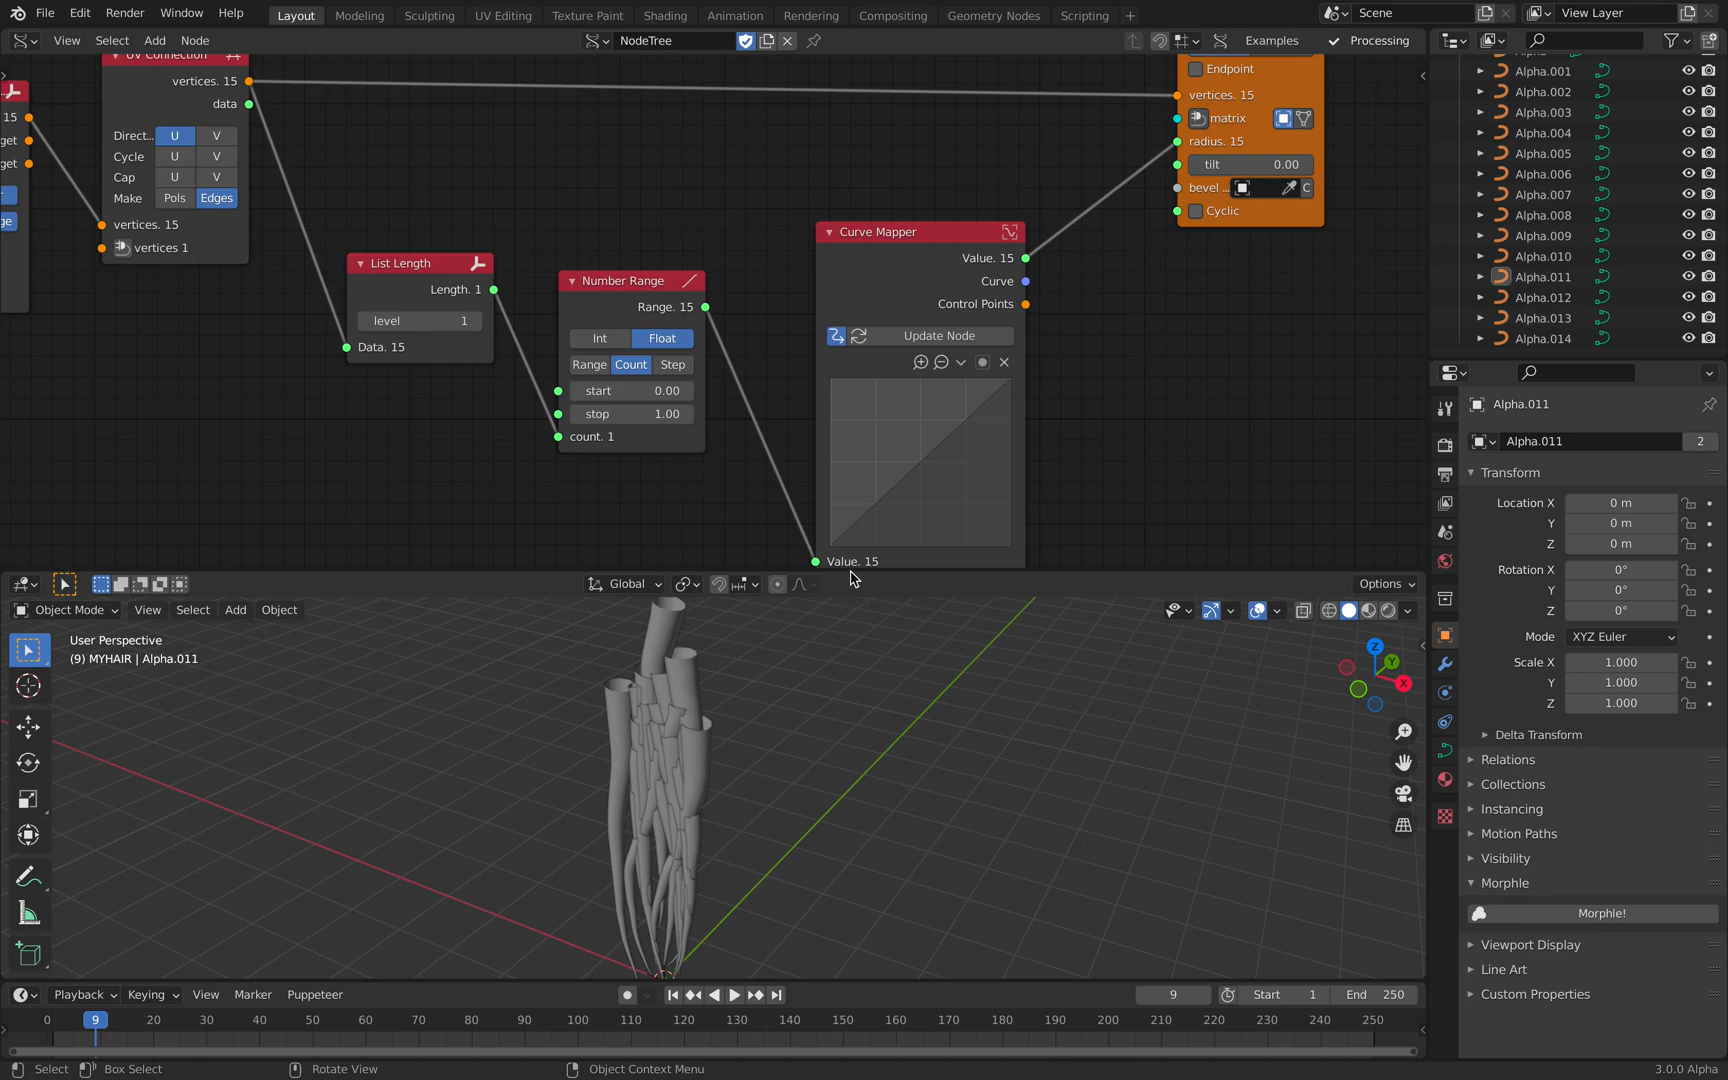 File Edit Render Window Help Layout Modeling Sculpting UV Editing Texture Paint Shading Animation Rendering Compositing Geometry Nodes Scripting Scene View Layer
View Select Add Node NodeTree Examples Processing
UV Connection
vertices. 15
data
Direct... U V
Cycle U V
Cap U V
Make Pols Edges
vertices. 15
vertices 1
15
get
get
ge
List Length
Length. 1
level 1
Data. 15
Number Range
Range. 15
Int Float
Range Count Step
start 0.00
stop 1.00
count. 1
Curve Mapper
Value. 15
Curve
Control Points
Update Node
Value. 15
Endpoint
vertices. 15
matrix
radius. 15
tilt 0.00
bevel ... C
Cyclic
Alpha.001
Alpha.002
Alpha.003
Alpha.004
Alpha.005
Alpha.006
Alpha.007
Alpha.008
Alpha.009
Alpha.010
Alpha.011
Alpha.012
Alpha.013
Alpha.014
Alpha.011
Alpha.011 2
Transform
Location X 0 m
Y 0 m
Z 0 m
Rotation X 0°
Y 0°
Z 0°
Mode XYZ Euler
Scale X 1.000
Y 1.000
Z 1.000
Delta Transform
Relations
Collections
Instancing
Motion Paths
Visibility
Morphle
Morphle!
Viewport Display
Line Art
Custom Properties
Global Options
Object Mode View Select Add Object
User Perspective
(9) MYHAIR | Alpha.011
Z
Y
X
Playback Keying View Marker Puppeteer 9 Start 1 End 250
0 9 20 30 40 50 60 70 80 90 100 110 120 130 140 150 160 170 180 190 200 210 220 230 240 250
Select Box Select Rotate View Object Context Menu 3.0.0 Alpha